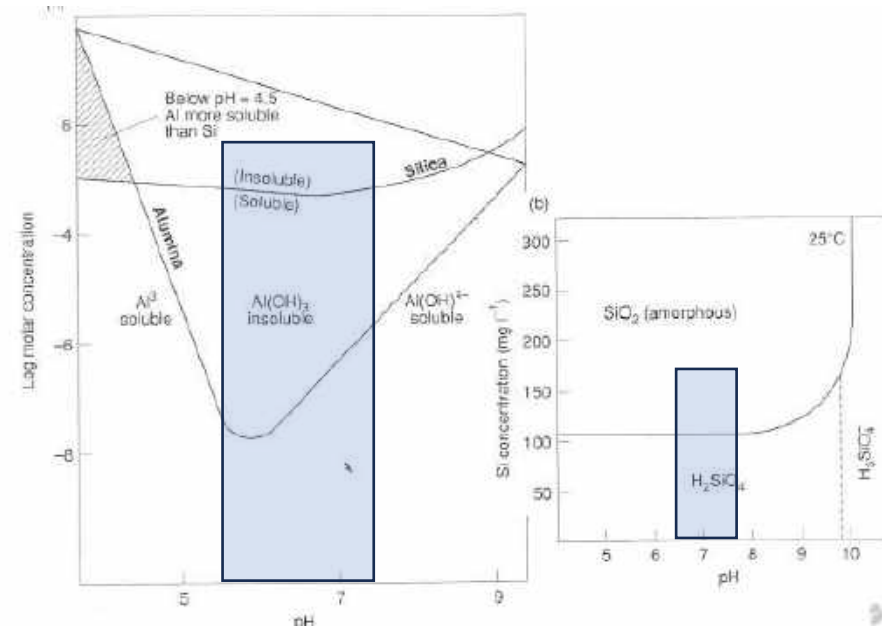 Below pH = 4.5
Al more soluble
than Si
6
(Insoluble)
(Soluble)
Silica
Alumina
-4
Al3
soluble
Al(OH)3
insoluble
Al(OH)4-
soluble
-6
-8
Log molar concentration
5
7
9
pH
(b)
25°C
300
250
200
150
100
50
SiO2 (amorphous)
Si concentration (mg l-1)
H2SiO4
H3SiO4-
5
6
7
8
9
10
pH